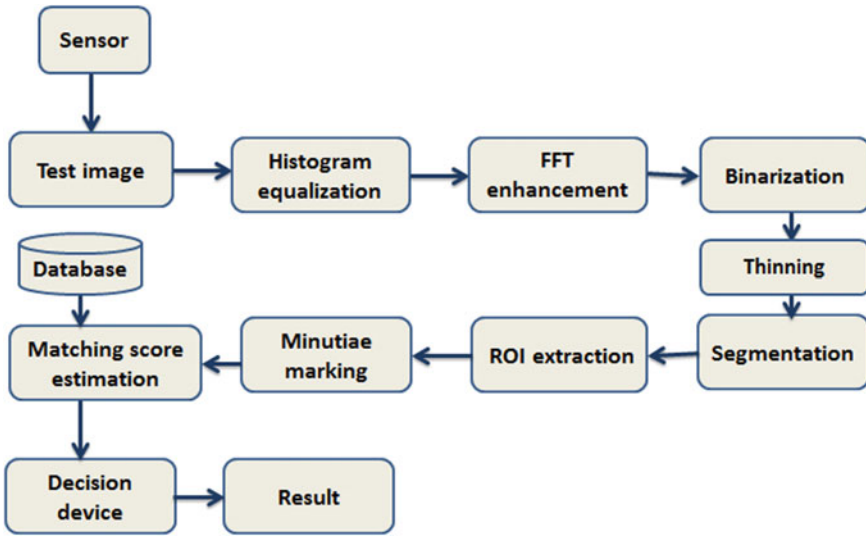 Sensor
Test image
Histogram
equalization
FFT
enhancement
Binarization
Thinning
Segmentation
ROI extraction
Minutiae
marking
Database
Matching score
estimation
Decision
device
Result